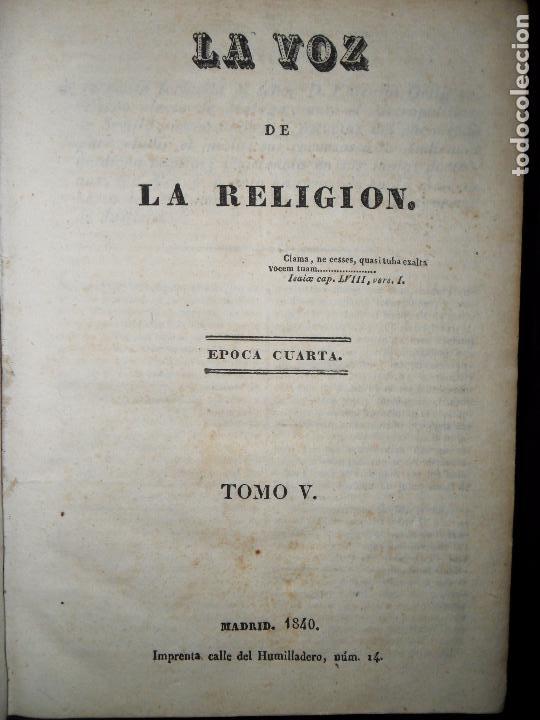 LA VOZ
DE
LA RELIGION.
Clama, ne cesses, quasi tuba exalta
vocem tuam....................
Isaiæ cap. LVIII, vers. I.
EPOCA CUARTA.
TOMO V.
MADRID. 1840.
Imprenta calle del Humilladero, núm. 14.
todocoleccion